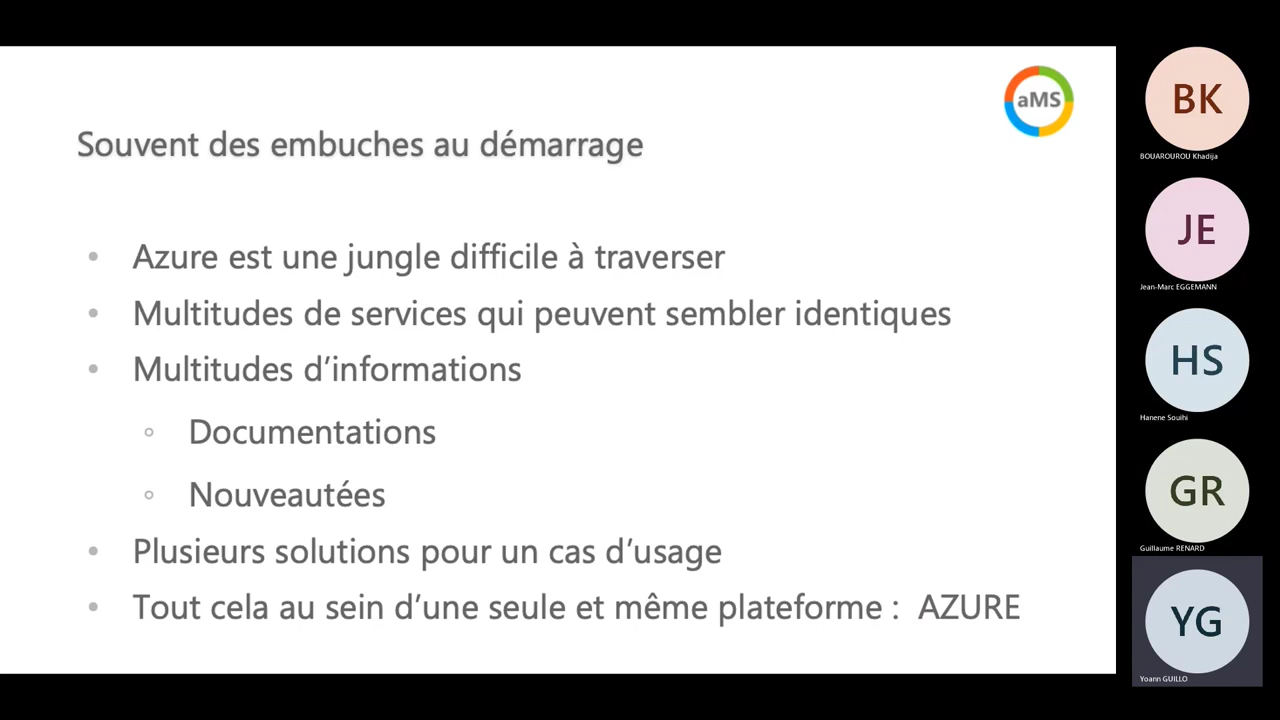 aMS
Souvent des embuches au démarrage
Azure est une jungle difficile à traverser
Multitudes de services qui peuvent sembler identiques
Multitudes d’informations
Documentations
Nouveautées
Plusieurs solutions pour un cas d’usage
Tout cela au sein d’une seule et même plateforme : AZURE
BK
BOUAROUROU Khadija
JE
Jean-Marc EGGEMANN
HS
Hanene Souihi
GR
Guillaume RENARD
YG
Yoann GUILLO